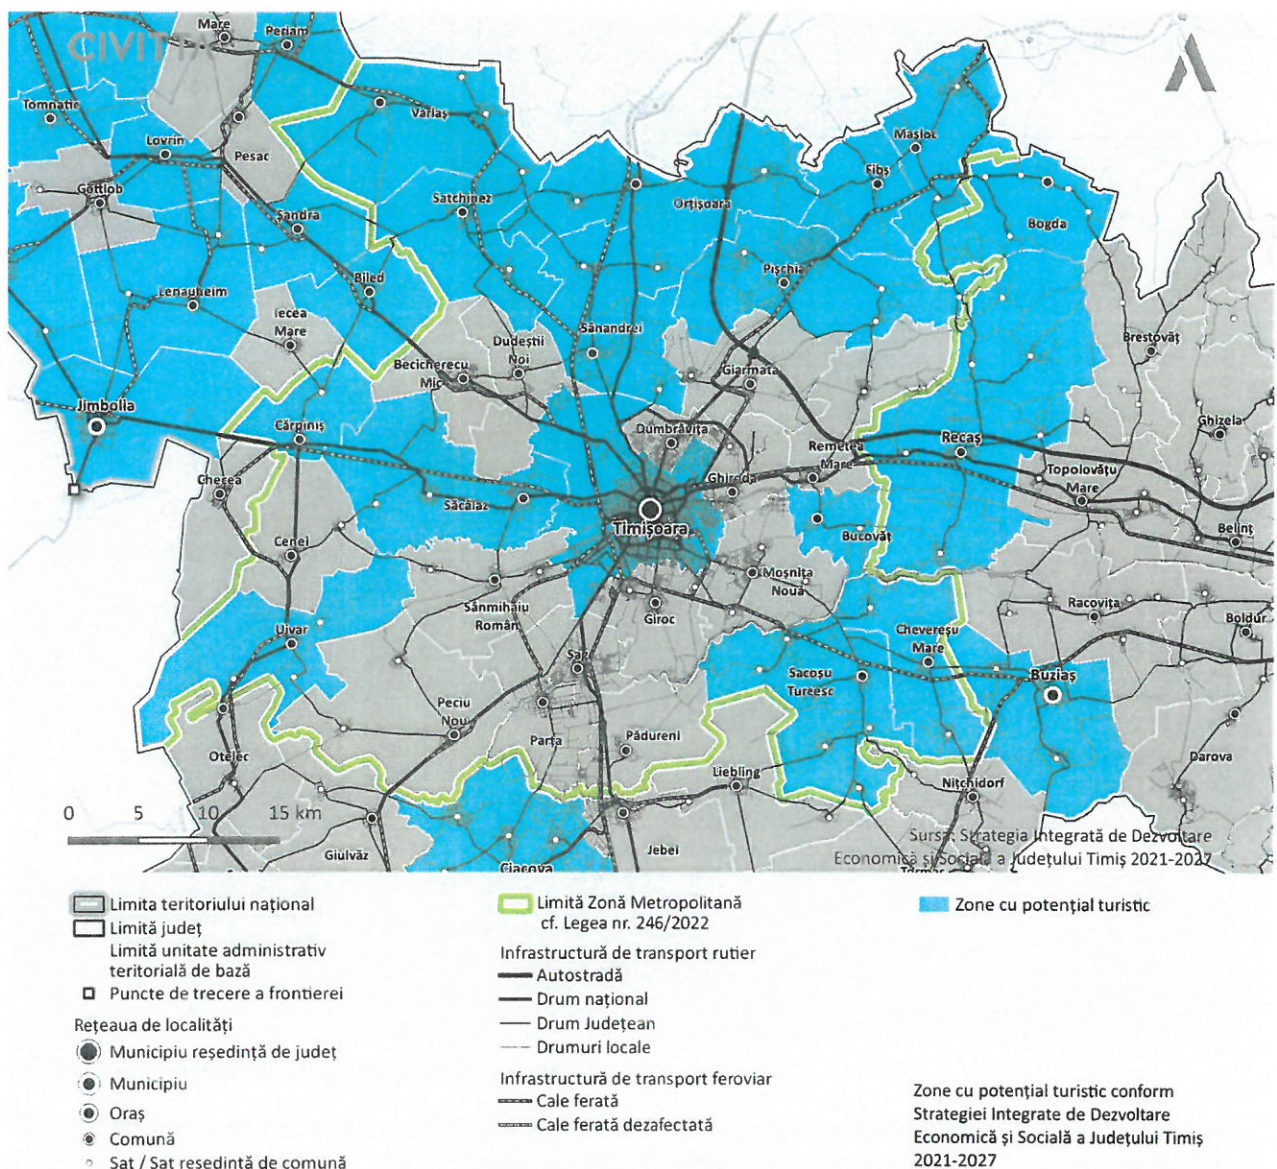 CIVITTA
Mare
Periam
Tomnatic
Variaș
Lovrin
Pesac
Mașloc
Fibș
Gottlob
Satchinez
Orțișoara
Șandra
Bogda
Biled
Pișchia
Lenauheim
Iecea
Mare
Dudeștii
Noi
Sânandrei
Brestovăț
Becicherecu
Mic
Giarmata
Jimbolia
Cărpiniș
Dumbrăvița
Remetea
Mare
Recaș
Ghizela
Checea
Ghiroda
Topolovățu
Mare
Săcălaz
Timișoara
Bucovăț
Belinț
Cenei
Moșnița
Nouă
Sânmihaiu
Român
Giroc
Racovița
Boldur
Uivar
Chevereșu
Mare
Șag
Sacoșu
Turcesc
Buziaș
Peciu
Nou
Parța
Pădureni
Otelec
Darova
Liebling
Nițchidorf
0 5 10 15 km
Giulvăz
Jebel
Ciacova
Sursa: Strategia Integrată de Dezvoltare
Economică și Socială a Județului Timiș 2021-2027
Limita teritoriului național
Limită județ
Limită unitate administrativ
teritorială de bază
Puncte de trecere a frontierei
Rețeaua de localități
Municipiu reședință de județ
Municipiu
Oraș
Comună
Sat / Sat reședință de comună
Limită Zonă Metropolitană
cf. Legea nr. 246/2022
Infrastructură de transport rutier
Autostradă
Drum național
Drum Județean
Drumuri locale
Infrastructură de transport feroviar
Cale ferată
Cale ferată dezafectată
Zone cu potențial turistic
Zone cu potențial turistic conform
Strategiei Integrate de Dezvoltare
Economică și Socială a Județului Timiș
2021-2027